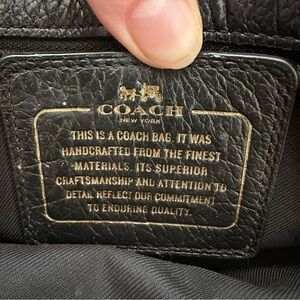 COACH
NEW YORK
THIS IS A COACH BAG. IT WAS
HANDCRAFTED FROM THE FINEST
MATERIALS. ITS SUPERIOR
CRAFTSMANSHIP AND ATTENTION TO
DETAIL REFLECT OUR COMMITMENT
TO ENDURING QUALITY.